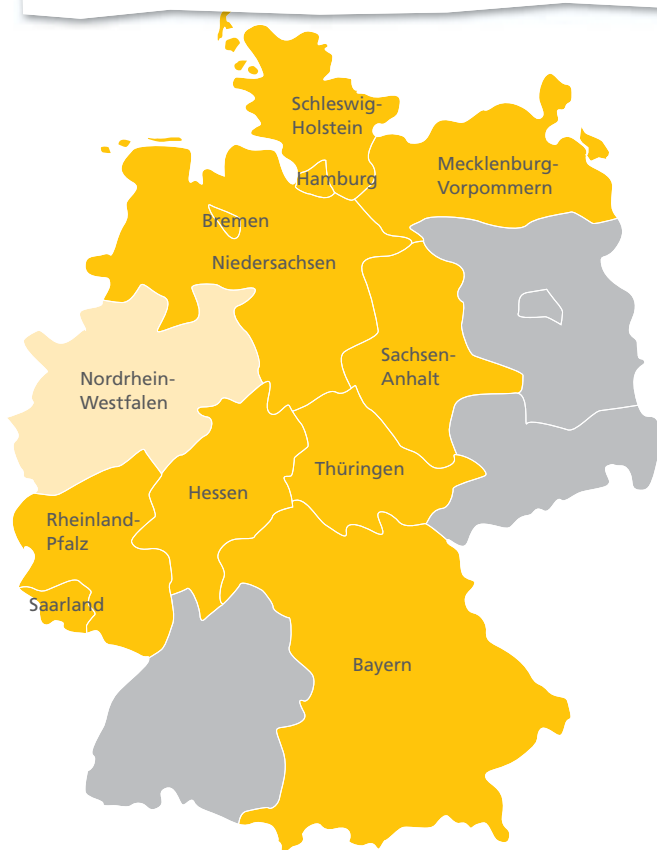 Schleswig-
Holstein
Mecklenburg-
Vorpommern
Hamburg
Bremen
Niedersachsen
Sachsen-
Anhalt
Nordrhein-
Westfalen
Thüringen
Hessen
Rheinland-
Pfalz
Saarland
Bayern